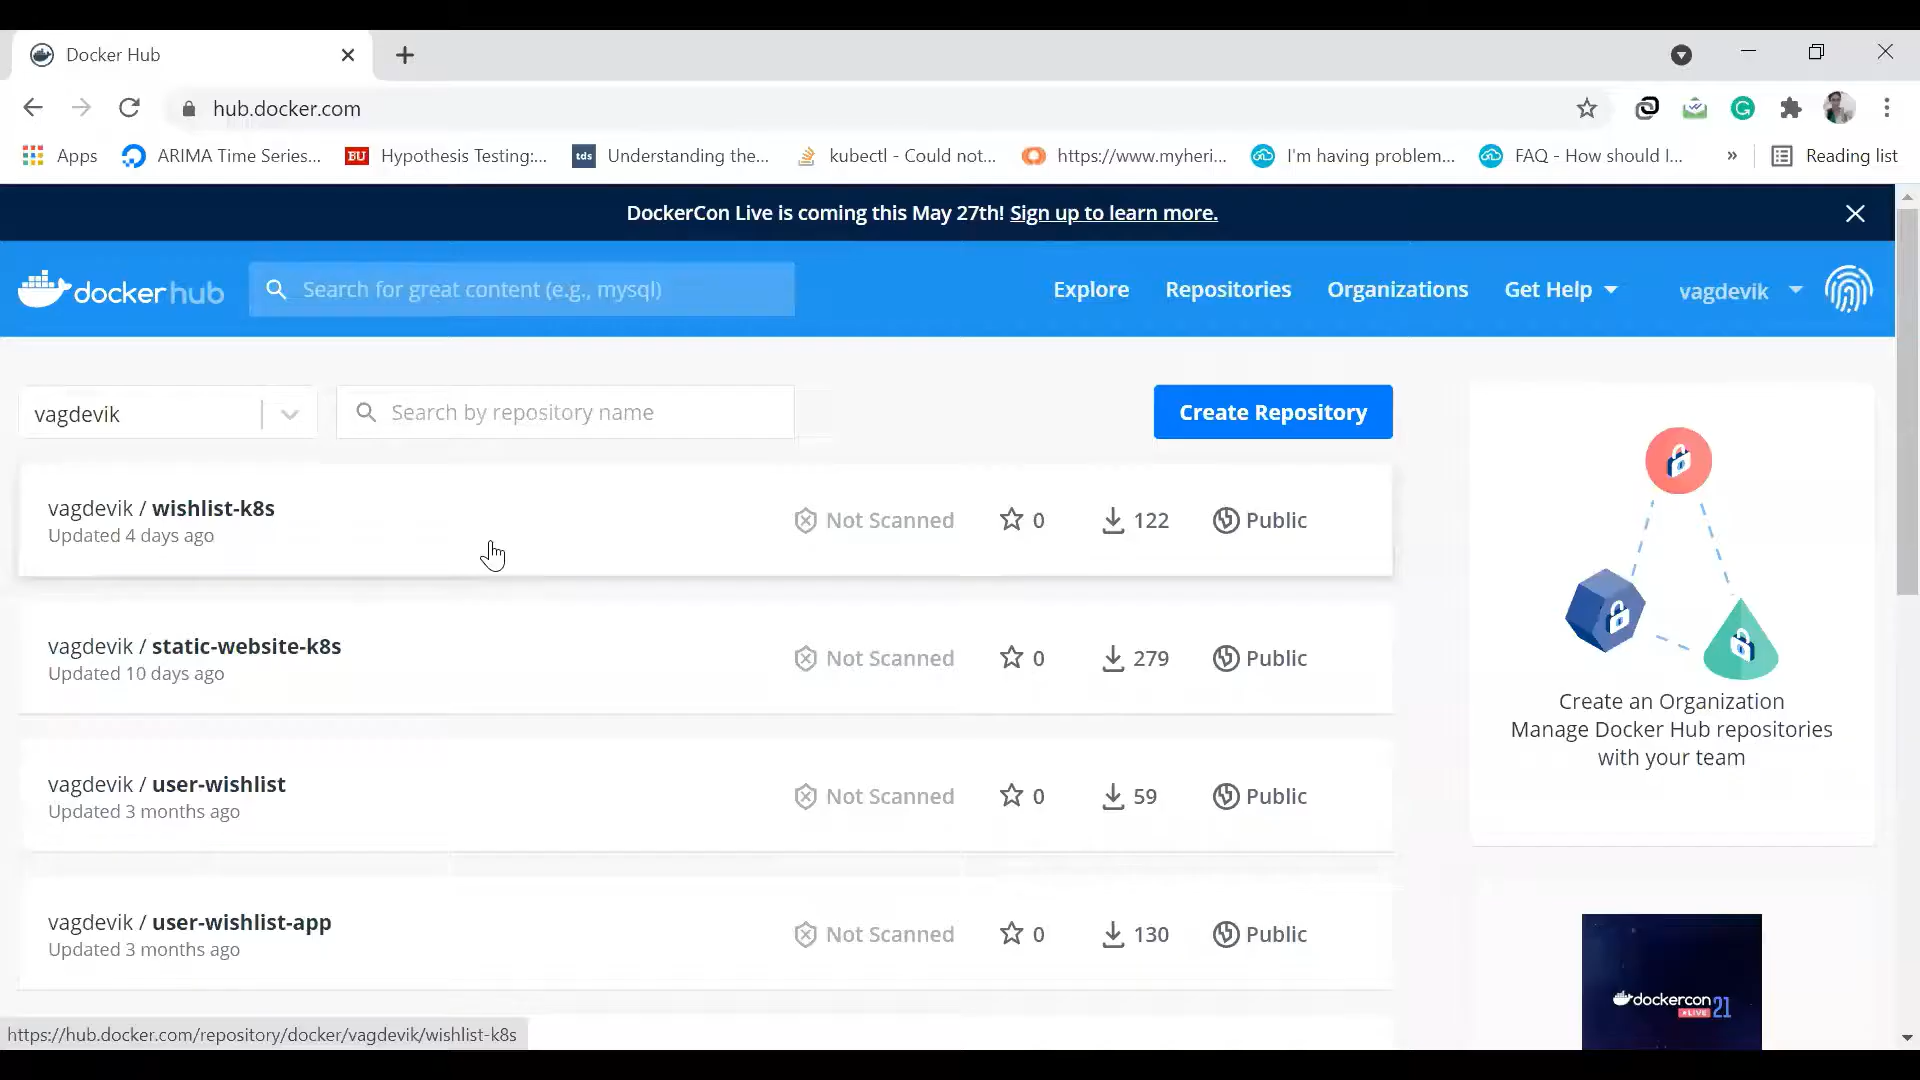 Docker Hub
hub.docker.com
Apps
ARIMA Time Series...
BU Hypothesis Testing:...
tds Understanding the...
kubectl - Could not...
https://www.myheri...
I'm having problem...
FAQ - How should I...
»
Reading list
DockerCon Live is coming this May 27th! Sign up to learn more.
docker hub
Search for great content (e.g., mysql)
Explore
Repositories
Organizations
Get Help
vagdevik
vagdevik
Search by repository name
Create Repository
vagdevik / wishlist-k8s
Updated 4 days ago
Not Scanned
0
122
Public
vagdevik / static-website-k8s
Updated 10 days ago
Not Scanned
0
279
Public
vagdevik / user-wishlist
Updated 3 months ago
Not Scanned
0
59
Public
vagdevik / user-wishlist-app
Updated 3 months ago
Not Scanned
0
130
Public
Create an Organization
Manage Docker Hub repositories
with your team
dockercon 21
LIVE
https://hub.docker.com/repository/docker/vagdevik/wishlist-k8s